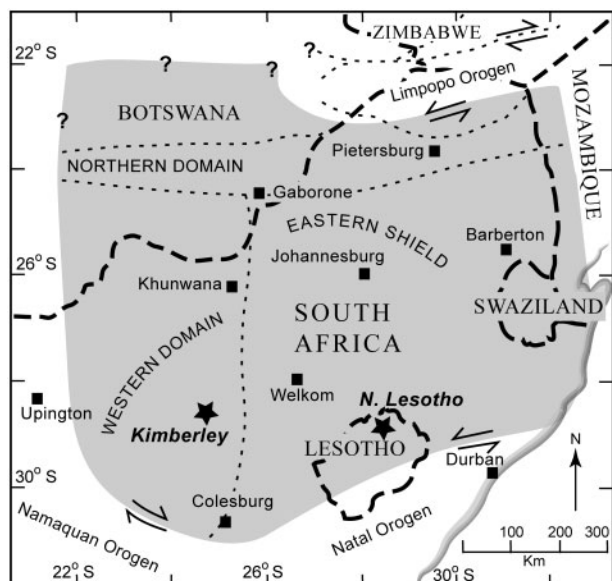 ZIMBABWE
22° S
?
?
?
?
Limpopo Orogen
MOZAMBIQUE
BOTSWANA
Pietersburg
NORTHERN DOMAIN
Gaborone
EASTERN SHIELD
Barberton
26° S
Johannesburg
Khunwana
SWAZILAND
SOUTH
AFRICA
WESTERN DOMAIN
Welkom
N. Lesotho
Upington
Kimberley
LESOTHO
Durban
N
30° S
Colesburg
Namaquan Orogen
Natal Orogen
100 200 300
Km
22° S
26° S
30° S